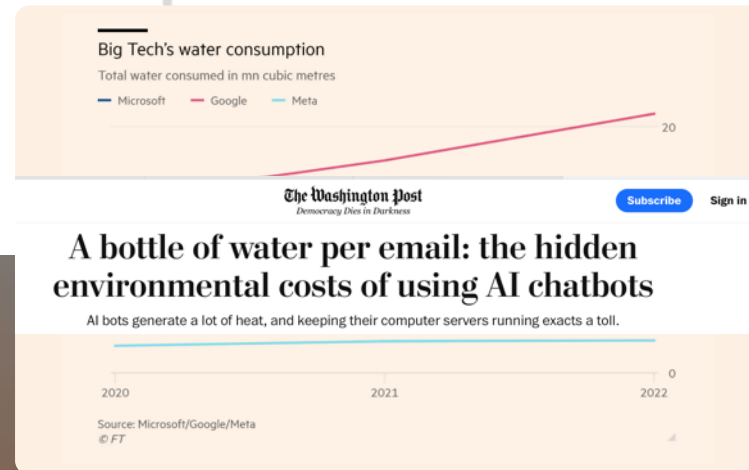 Big Tech's water consumption
Total water consumed in mn cubic metres
Microsoft Google Meta
20
The Washington Post
Democracy Dies in Darkness
Subscribe Sign in
A bottle of water per email: the hidden
environmental costs of using AI chatbots
AI bots generate a lot of heat, and keeping their computer servers running exacts a toll.
0
2020 2021 2022
Source: Microsoft/Google/Meta
© FT